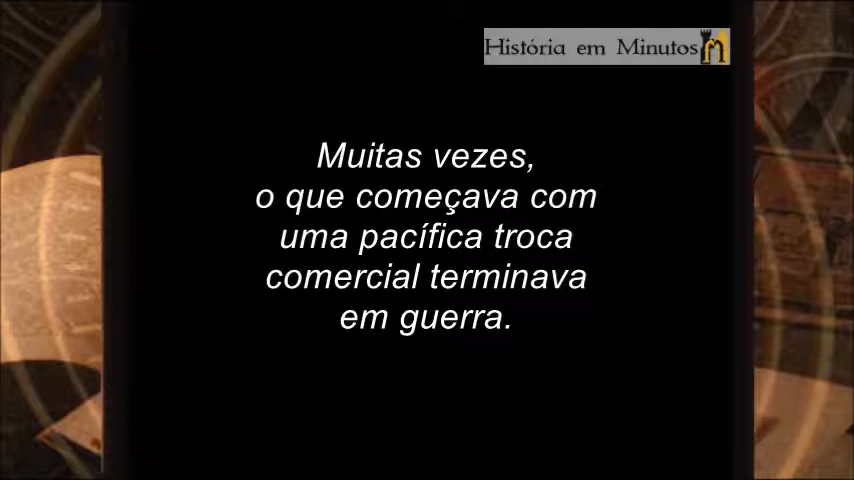 História em Minutos
Muitas vezes,
o que começava com
uma pacífica troca
comercial terminava
em guerra.